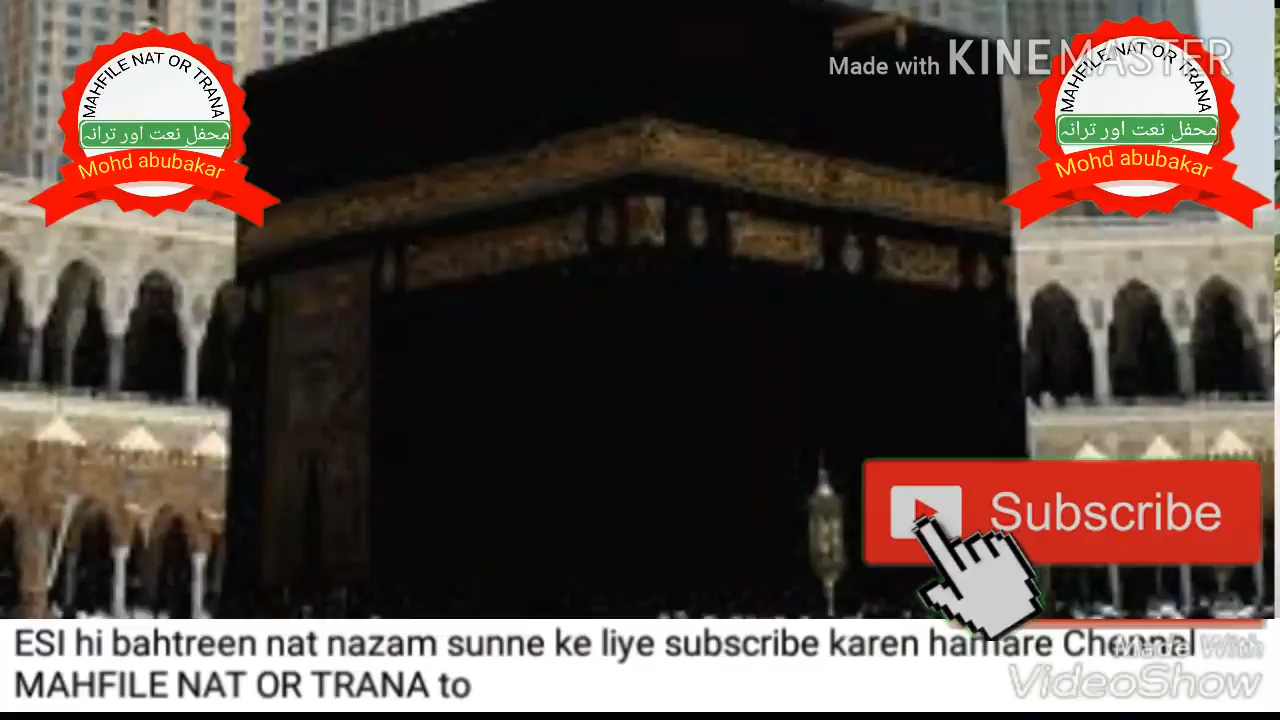 MAHFILE NAT OR TRANA
محفلِ نعت اور ترانہ
Mohd abubakar
Made with KINEMASTER
MAHFILE NAT OR TRANA
محفلِ نعت اور ترانہ
Mohd abubakar
Subscribe
ESI hi bahtreen nat nazam sunne ke liye subscribe karen hamare Chennal
MAHFILE NAT OR TRANA to
Made With
VideoShow